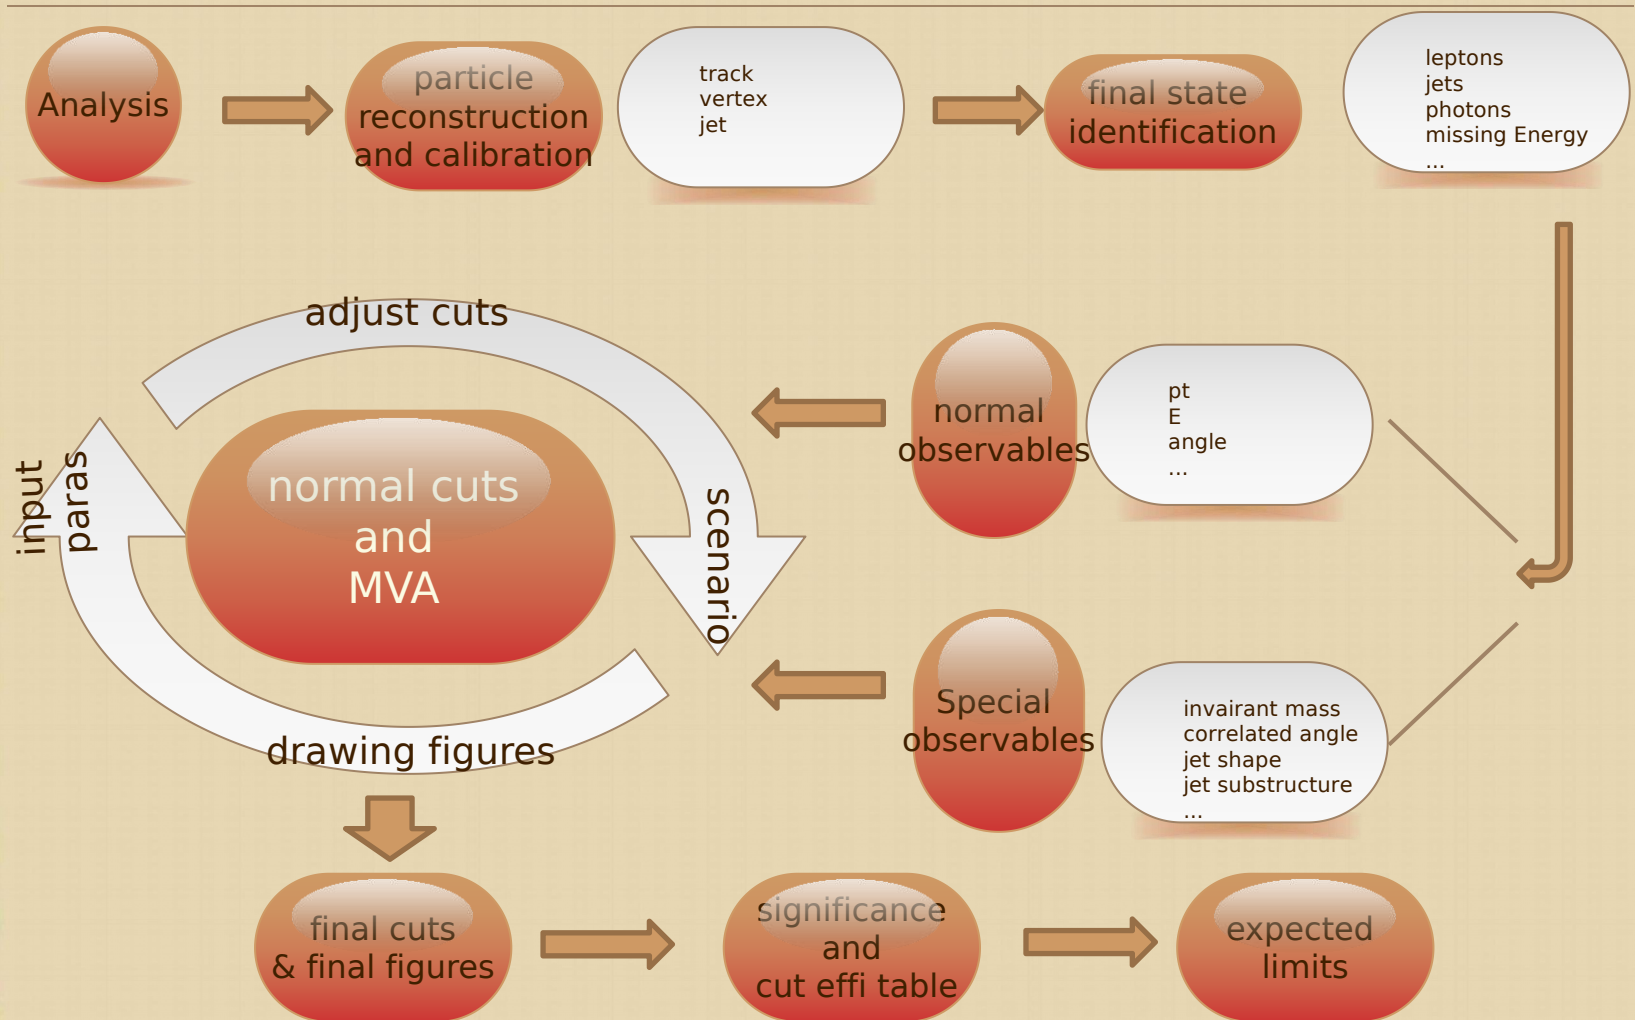 Analysis
particle
reconstruction
and calibration
track
vertex
jet
final state
identification
leptons
jets
photons
missing Energy
...
adjust cuts
input
paras
normal cuts
and
MVA
scenario
drawing figures
normal
observables
pt
E
angle
...
Special
observables
invairant mass
correlated angle
jet shape
jet substructure
...
final cuts
& final figures
significance
and
cut effi table
expected
limits